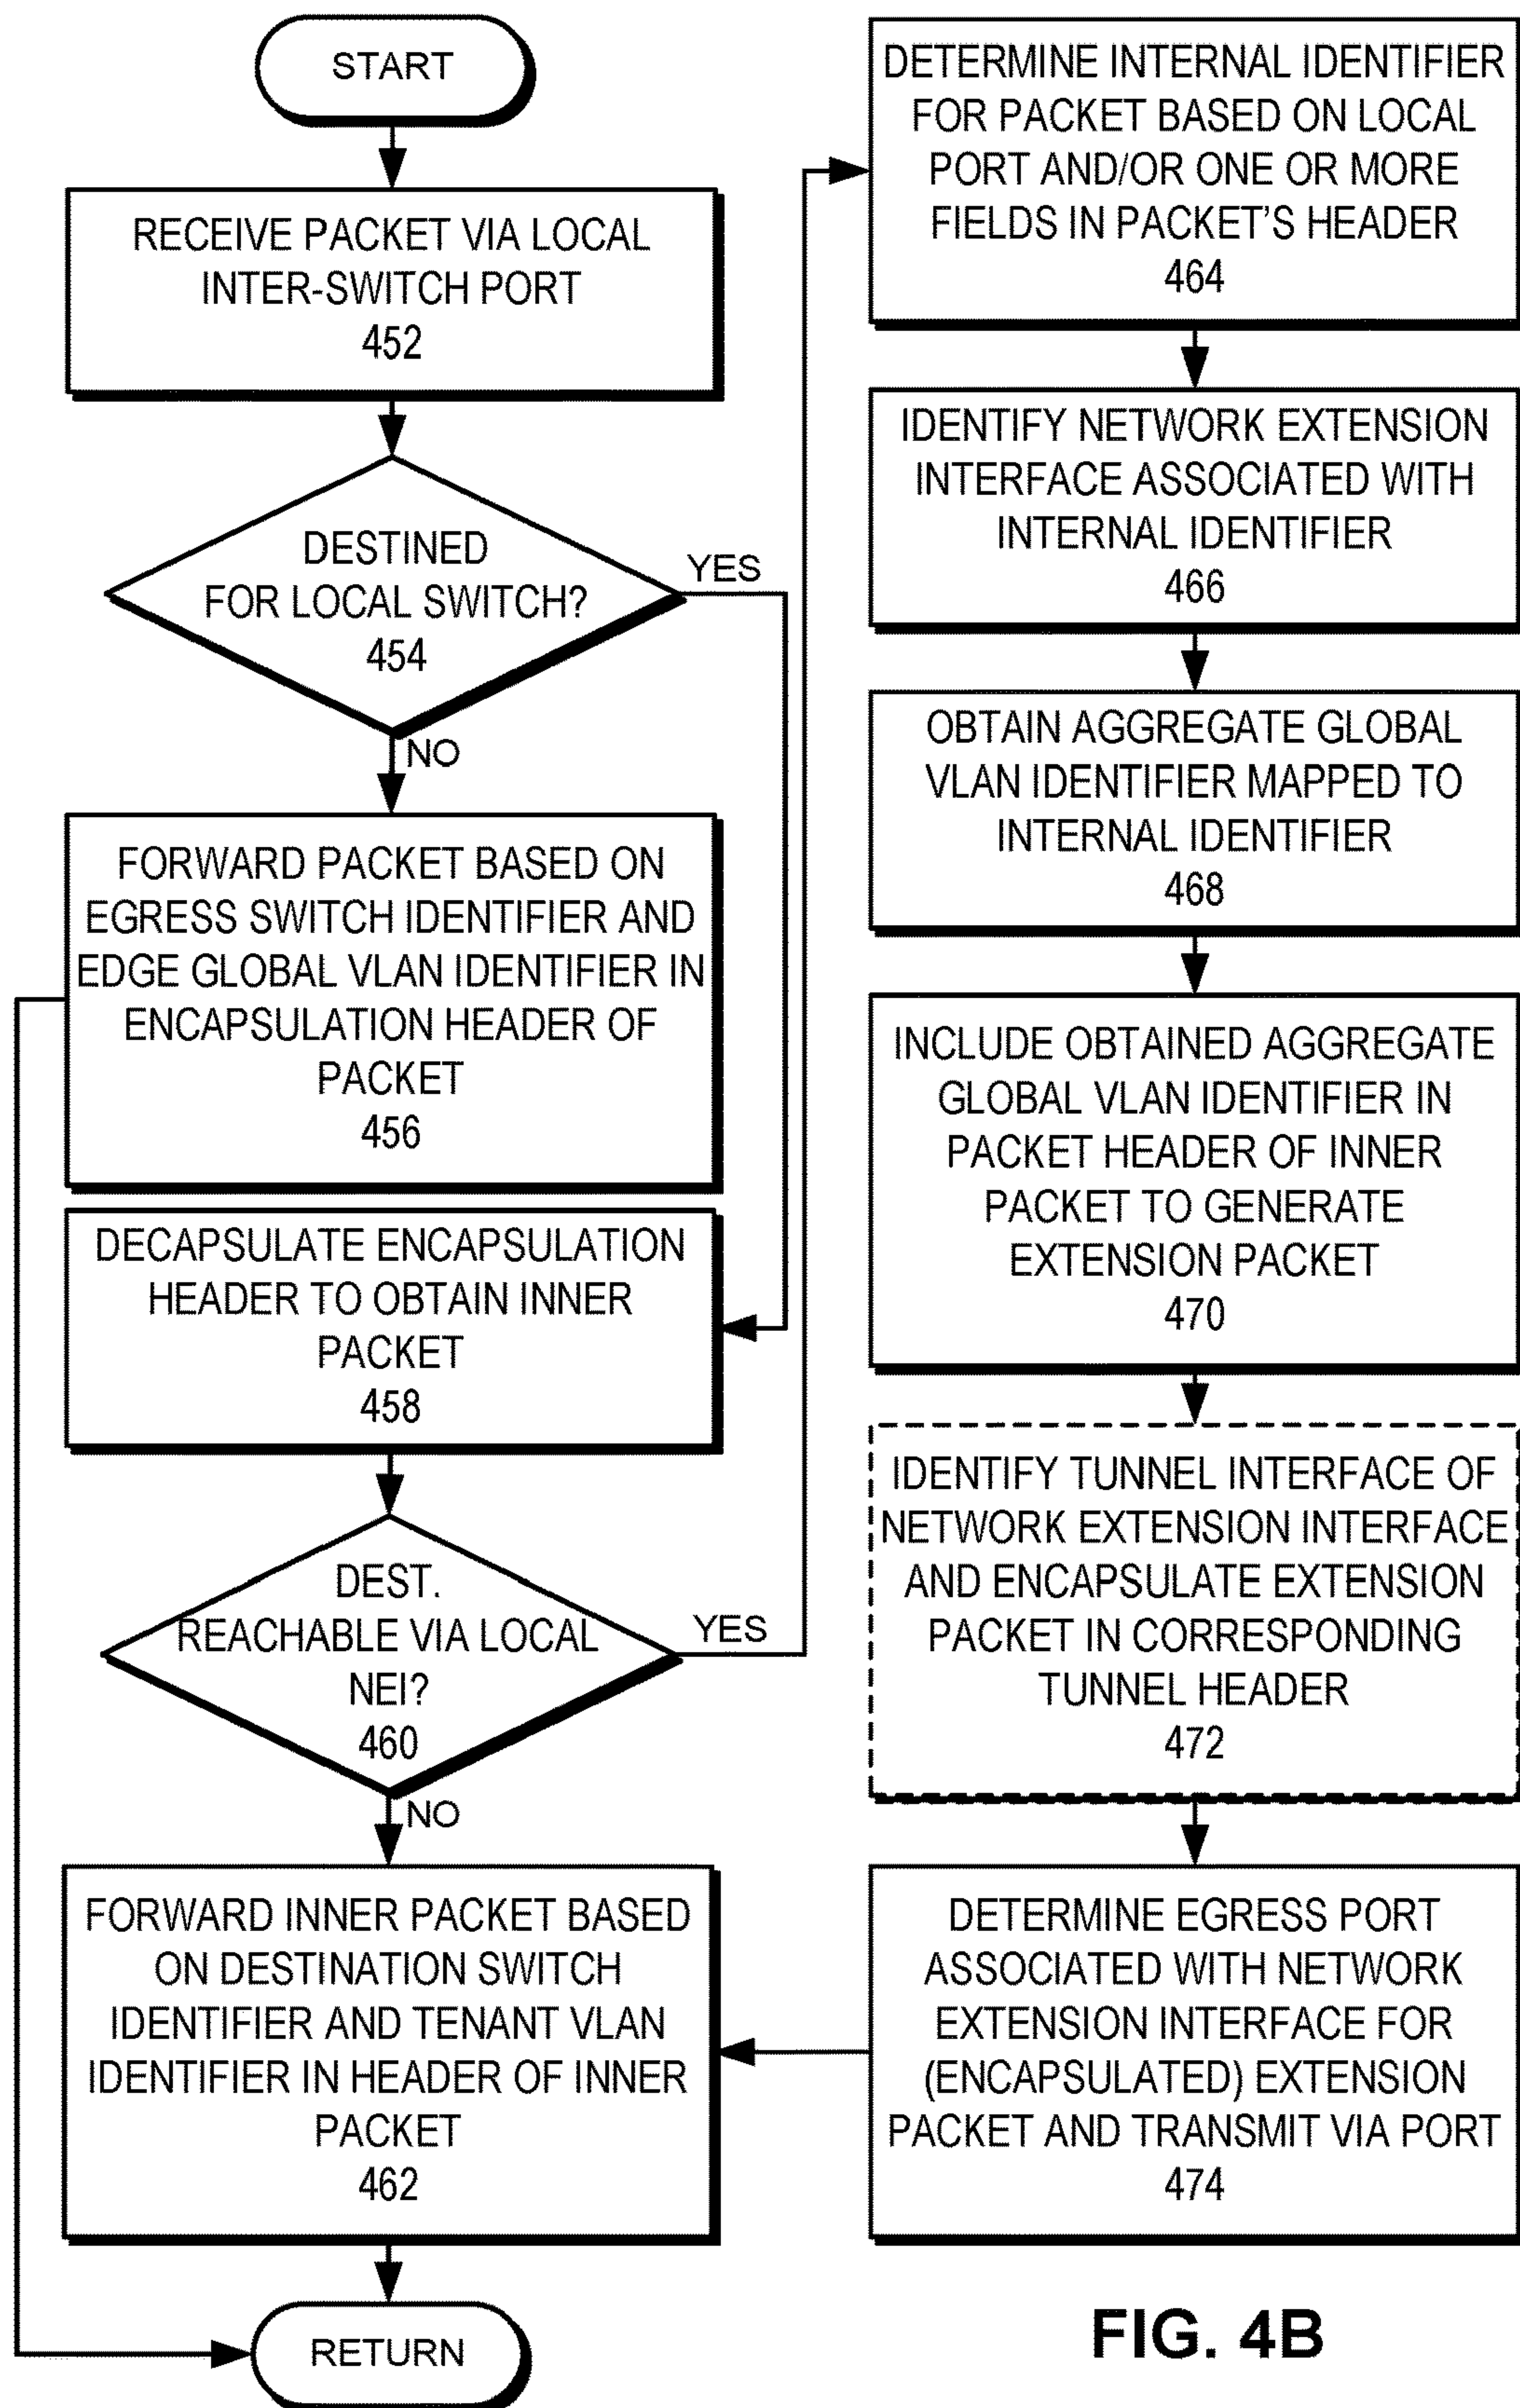 START
RECEIVE PACKET VIA LOCAL
INTER-SWITCH PORT
452
DESTINED
FOR LOCAL SWITCH?
454
YES
NO
FORWARD PACKET BASED ON
EGRESS SWITCH IDENTIFIER AND
EDGE GLOBAL VLAN IDENTIFIER IN
ENCAPSULATION HEADER OF
PACKET
456
DECAPSULATE ENCAPSULATION
HEADER TO OBTAIN INNER
PACKET
458
DEST.
REACHABLE VIA LOCAL
NEI?
460
YES
NO
FORWARD INNER PACKET BASED
ON DESTINATION SWITCH
IDENTIFIER AND TENANT VLAN
IDENTIFIER IN HEADER OF INNER
PACKET
462
RETURN
DETERMINE INTERNAL IDENTIFIER
FOR PACKET BASED ON LOCAL
PORT AND/OR ONE OR MORE
FIELDS IN PACKET'S HEADER
464
IDENTIFY NETWORK EXTENSION
INTERFACE ASSOCIATED WITH
INTERNAL IDENTIFIER
466
OBTAIN AGGREGATE GLOBAL
VLAN IDENTIFIER MAPPED TO
INTERNAL IDENTIFIER
468
INCLUDE OBTAINED AGGREGATE
GLOBAL VLAN IDENTIFIER IN
PACKET HEADER OF INNER
PACKET TO GENERATE
EXTENSION PACKET
470
IDENTIFY TUNNEL INTERFACE OF
NETWORK EXTENSION INTERFACE
AND ENCAPSULATE EXTENSION
PACKET IN CORRESPONDING
TUNNEL HEADER
472
DETERMINE EGRESS PORT
ASSOCIATED WITH NETWORK
EXTENSION INTERFACE FOR
(ENCAPSULATED) EXTENSION
PACKET AND TRANSMIT VIA PORT
474
FIG. 4B